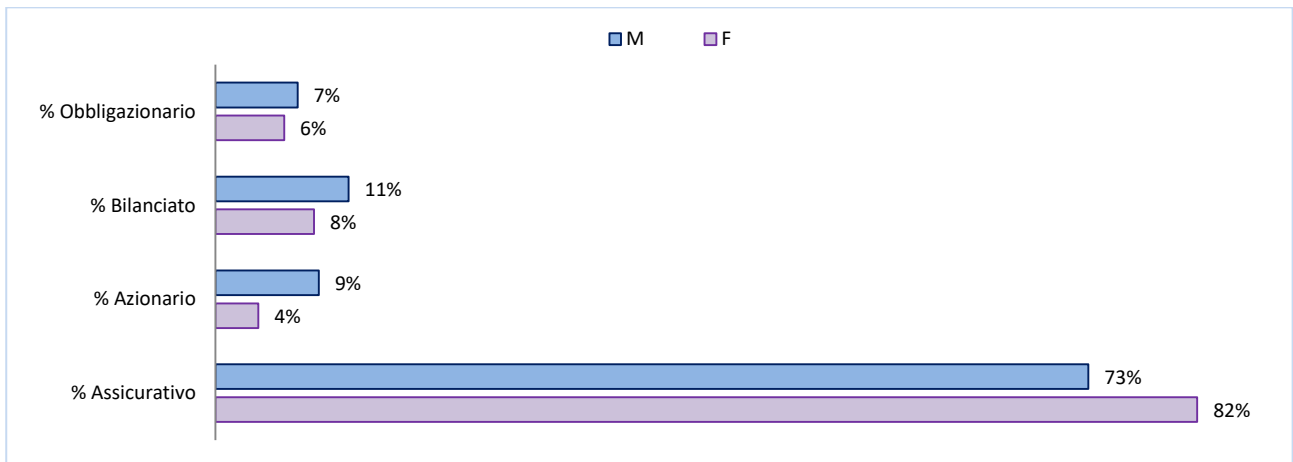 M F
% Obbligazionario
7%
6%
% Bilanciato
11%
8%
% Azionario
9%
4%
% Assicurativo
73%
82%